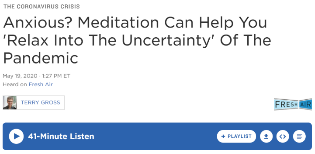 THE CORONAVIRUS CRISIS
Anxious? Meditation Can Help You
'Relax Into The Uncertainty' Of The
Pandemic
May 19, 2020 · 1:27 PM ET
Heard on Fresh Air
TERRY GROSS
FRESH AIR
41-Minute Listen
+ PLAYLIST